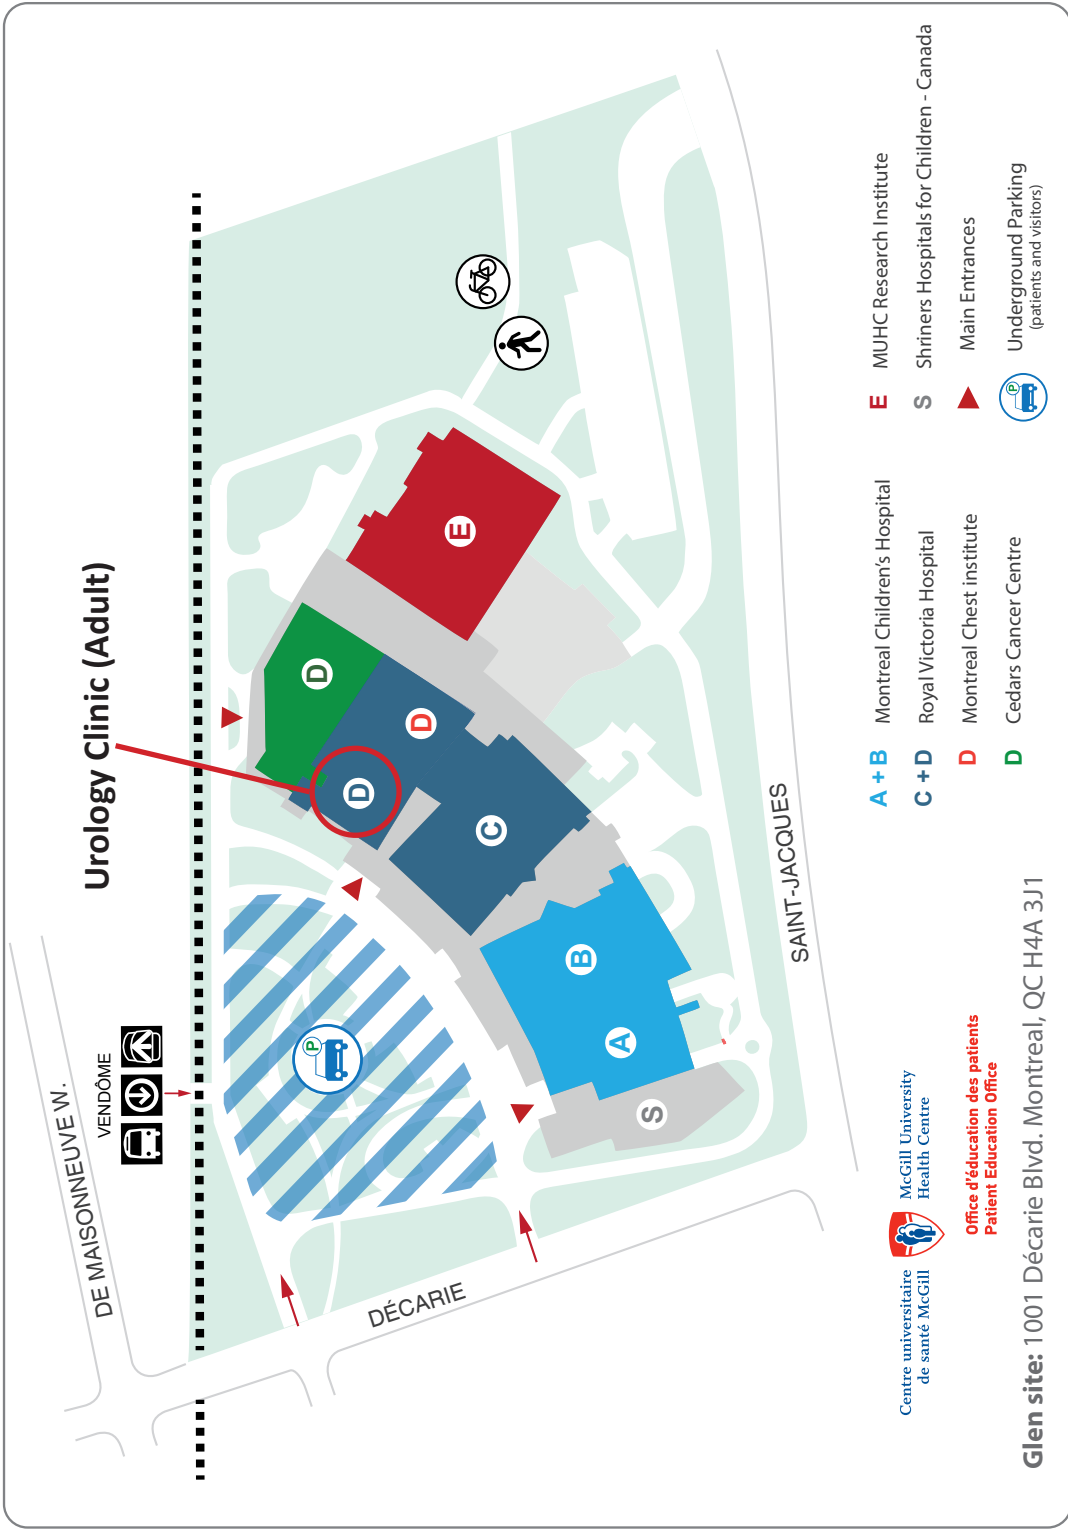 Urology Clinic (Adult)
DE MAISONNEUVE W.
VENDÔME
P
D
D
D
E
C
B
A
S
DÉCARIE
SAINT-JACQUES
A + B Montreal Children's Hospital
C + D Royal Victoria Hospital
D Montreal Chest institute
D Cedars Cancer Centre
E MUHC Research Institute
S Shriners Hospitals for Children - Canada
Main Entrances
P Underground Parking
(patients and visitors)
Centre universitaire
de santé McGill
McGill University
Health Centre
Office d'éducation des patients
Patient Education Office
Glen site: 1001 Décarie Blvd. Montreal, QC H4A 3J1